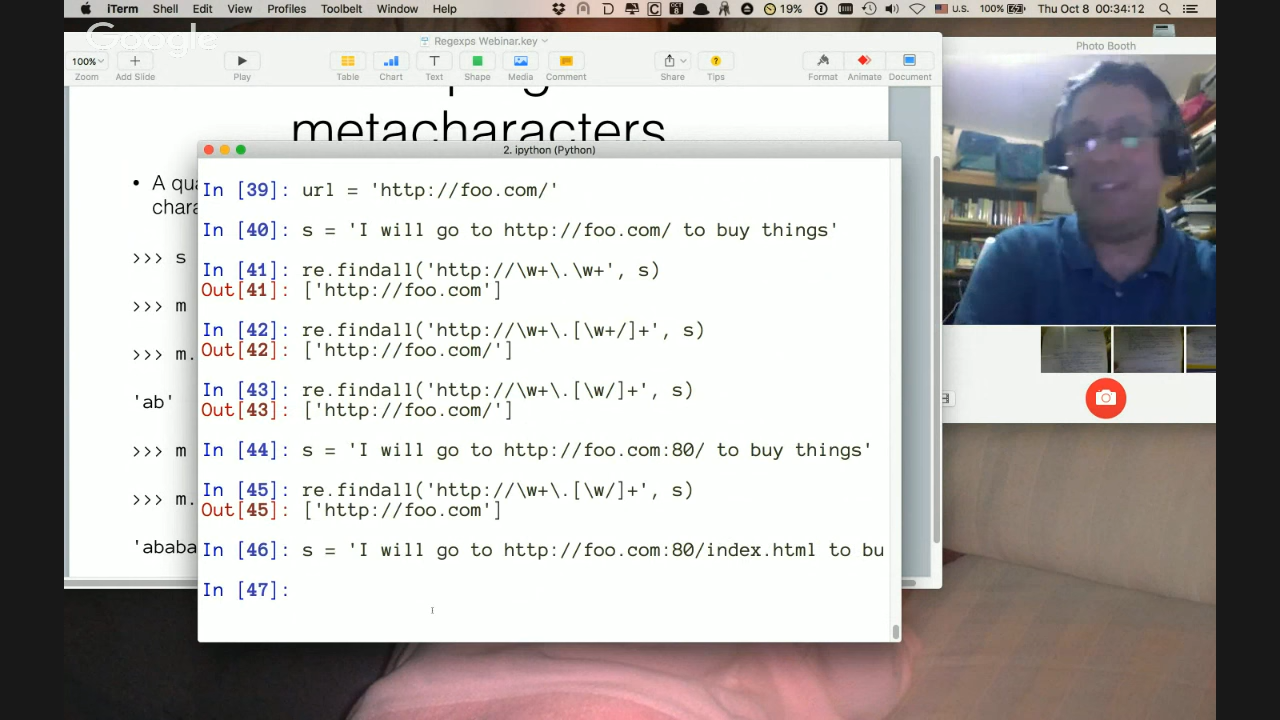 iTerm Shell Edit View Profiles Toolbelt Window Help 19% U.S. 100% Thu Oct 8 00:34:12
Google
Regexps Webinar.key
Photo Booth
100%
Zoom Add Slide Play Table Chart Text Shape Media Comment Share Tips Format Animate Document
metacharacters
2. ipython (Python)
• A
In [39]: url = 'http://foo.com/'
chara
In [40]: s = 'I will go to http://foo.com/ to buy things'
>>> s
In [41]: re.findall('http://\w+\.\w+', s)
Out[41]: ['http://foo.com']
>>> m
In [42]: re.findall('http://\w+\.[\w+/]+', s)
Out[42]: ['http://foo.com/']
>>> m.
In [43]: re.findall('http://\w+\.[\w/]+', s)
Out[43]: ['http://foo.com/']
'ab'
In [44]: s = 'I will go to http://foo.com:80/ to buy things'
>>> m
In [45]: re.findall('http://\w+\.[\w/]+', s)
Out[45]: ['http://foo.com']
>>> m.
In [46]: s = 'I will go to http://foo.com:80/index.html to bu
'ababa
In [47]: